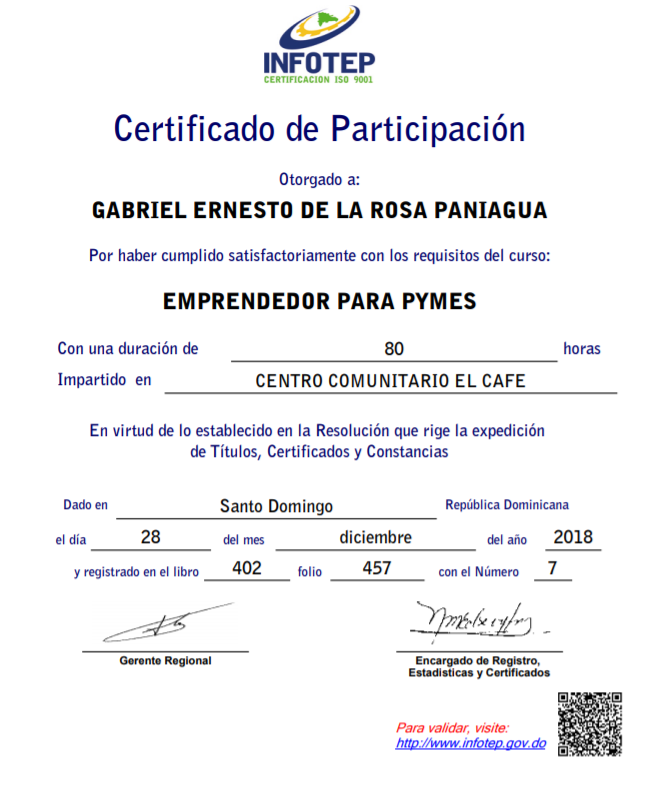 INFOTEP
CERTIFICACION ISO 9001
Certificado de Participación
Otorgado a:
GABRIEL ERNESTO DE LA ROSA PANIAGUA
Por haber cumplido satisfactoriamente con los requisitos del curso:
EMPRENDEDOR PARA PYMES
Con una duración de 80 horas
Impartido en CENTRO COMUNITARIO EL CAFE
En virtud de lo establecido en la Resolución que rige la expedición
de Títulos, Certificados y Constancias
Dado en Santo Domingo República Dominicana
el día 28 del mes diciembre del año 2018
y registrado en el libro 402 folio 457 con el Número 7
Gerente Regional
Encargado de Registro,
Estadisticas y Certificados
Para validar, visite:
http://www.infotep.gov.do